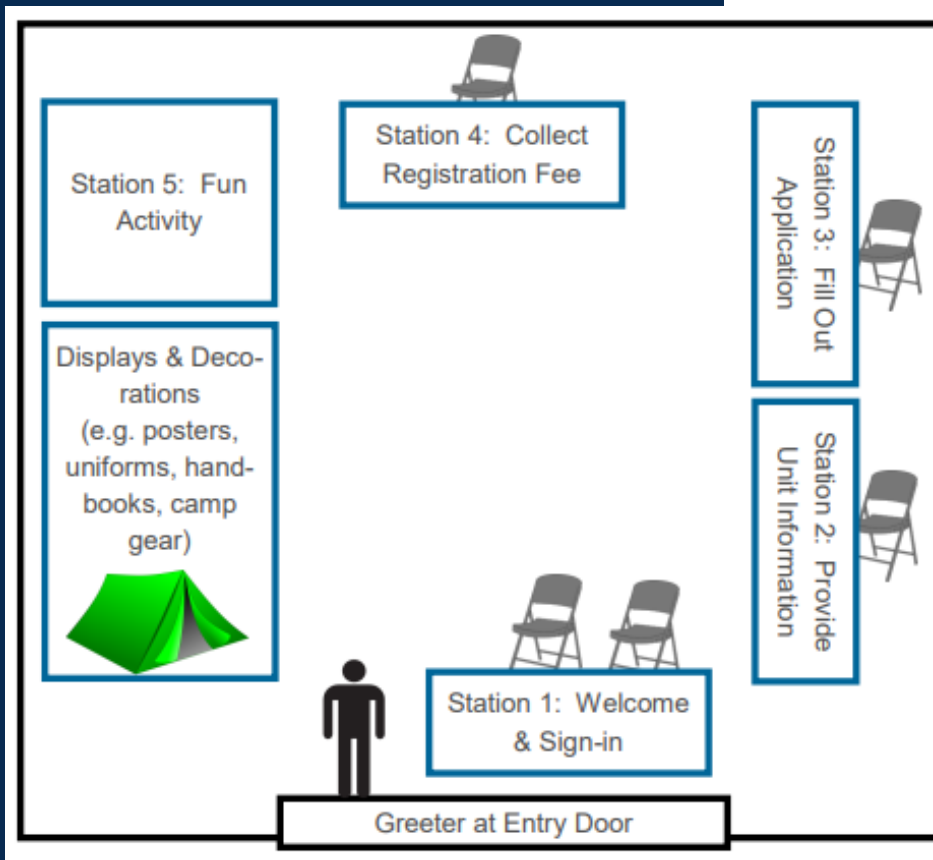 Station 4: Collect
Registration Fee
Station 5: Fun
Activity
Station 3: Fill Out
Application
Displays & Deco-
rations
(e.g. posters,
uniforms, hand-
books, camp
gear)
Station 2: Provide
Unit Information
Station 1: Welcome
& Sign-in
Greeter at Entry Door